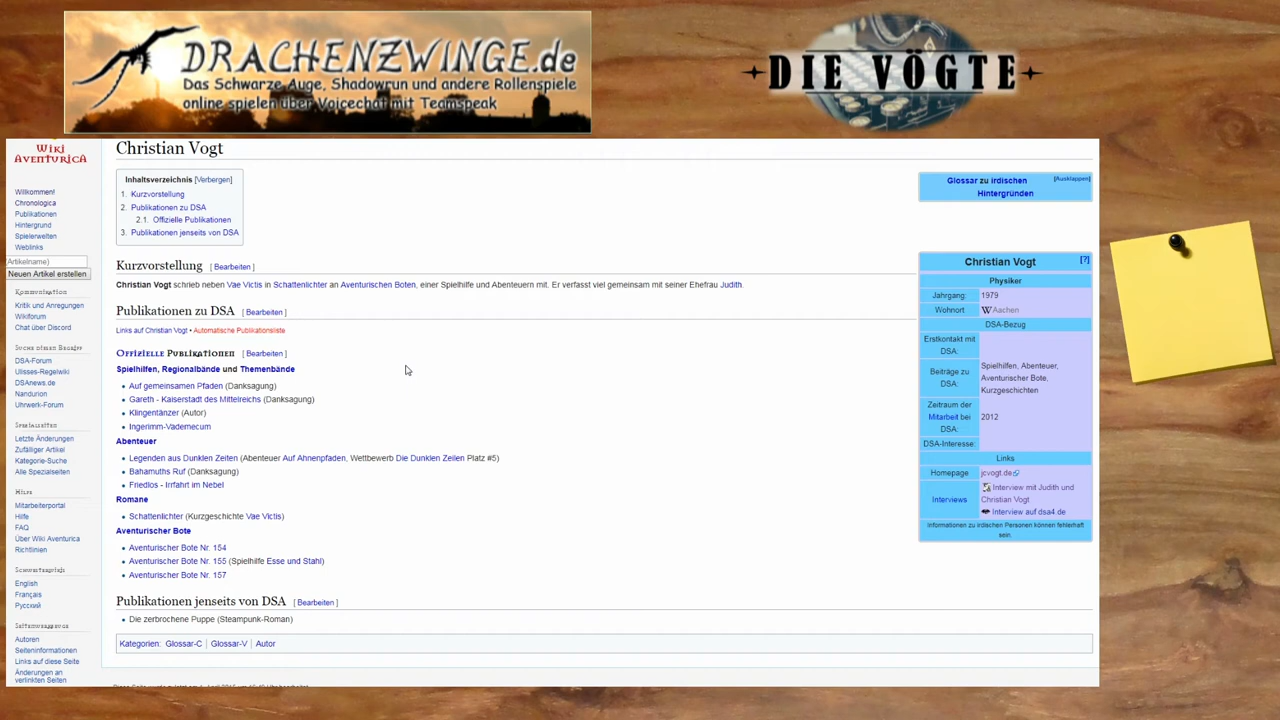 DRACHENZWINGE.de
Das Schwarze Auge, Shadowrun und andere Rollenspiele
online spielen über Voicechat mit Teamspeak
DIE VÖGTE
Wiki
Aventurica
Willkommen!
Chronologica
Publikationen
Hintergrund
Spielerwelten
Weblinks
Artikelname)
Neuen Artikel erstellen
Kommunikation
Kritik und Anregungen
Wikiforum
Chat über Discord
DSA-Forum
Ulisses-Regelwiki
DSAnews.de
Nandurion
Uhrwerk-Forum
Spezialseiten
Letzte Änderungen
Zufälliger Artikel
Kategorie-Suche
Alle Spezialseiten
Hilfe
Mitarbeiterportal
Hilfe
FAQ
Über Wiki Aventurica
Richtlinien
Schwesterwikis
English
Français
Русский
Seitenwerkzeuge
Autoren
Seiteninformationen
Links auf diese Seite
Änderungen an
verlinkten Seiten
Christian Vogt
Inhaltsverzeichnis [Verbergen]
1. Kurzvorstellung
2. Publikationen zu DSA
2.1. Offizielle Publikationen
3. Publikationen jenseits von DSA
Kurzvorstellung [ Bearbeiten ]
Christian Vogt schrieb neben Vae Victis in Schattenlichter an Aventurischen Boten, einer Spielhilfe und Abenteuern mit. Er verfasst viel gemeinsam mit seiner Ehefrau Judith.
Publikationen zu DSA [ Bearbeiten ]
Links auf Christian Vogt • Automatische Publikationsliste
Offizielle Publikationen [ Bearbeiten ]
Spielhilfen, Regionalbände und Themenbände
• Auf gemeinsamen Pfaden (Danksagung)
• Gareth - Kaiserstadt des Mittelreichs (Danksagung)
• Klingentänzer (Autor)
• Ingerimm-Vademecum
Abenteuer
• Legenden aus Dunklen Zeiten (Abenteuer Auf Ahnenpfaden, Wettbewerb Die Dunklen Zeiten Platz #5)
• Bahamuths Ruf (Danksagung)
• Friedlos - Irrfahrt im Nebel
Romane
• Schattenlichter (Kurzgeschichte Vae Victis)
Aventurischer Bote
• Aventurischer Bote Nr. 154
• Aventurischer Bote Nr. 155 (Spielhilfe Esse und Stahl)
• Aventurischer Bote Nr. 157
Publikationen jenseits von DSA [ Bearbeiten ]
• Die zerbrochene Puppe (Steampunk-Roman)
Kategorien: Glossar-C | Glossar-V | Autor
Glossar zu irdischen [Ausklappen]
Hintergründen
Christian Vogt [?]
Physiker
Jahrgang: 1979
Wohnort Aachen
DSA-Bezug
Erstkontakt mit
DSA:
Beiträge zu
DSA:
Spielhilfen, Abenteuer,
Aventurischer Bote,
Kurzgeschichten
Zeitraum der
Mitarbeit bei
DSA:
2012
DSA-Interesse:
Links
Homepage jcvogt.de
Interviews
Interview mit Judith und
Christian Vogt
Interview auf dsa4.de
Informationen zu irdischen Personen können fehlerhaft
sein.